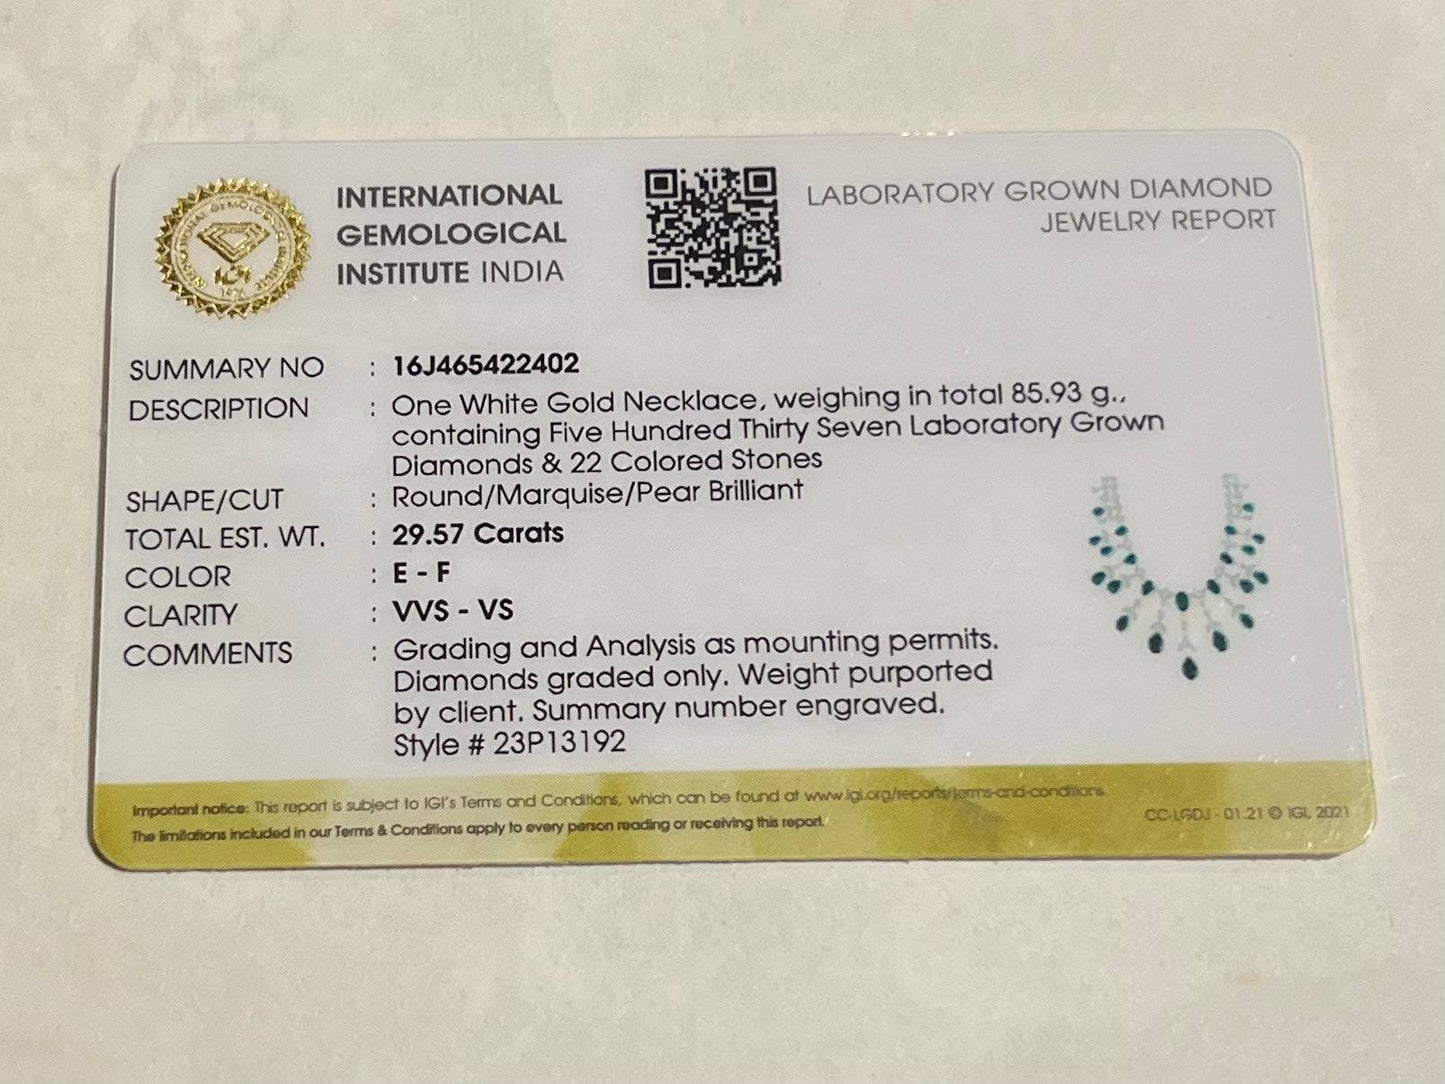 INTERNATIONAL
GEMOLOGICAL
INSTITUTE INDIA
LABORATORY GROWN DIAMOND
JEWELRY REPORT
SUMMARY NO : 16J465422402
DESCRIPTION : One White Gold Necklace, weighing in total 85.93 g.,
containing Five Hundred Thirty Seven Laboratory Grown
Diamonds & 22 Colored Stones
SHAPE/CUT : Round/Marquise/Pear Brilliant
TOTAL EST. WT. : 29.57 Carats
COLOR : E - F
CLARITY : VVS - VS
COMMENTS : Grading and Analysis as mounting permits.
Diamonds graded only. Weight purported
by client. Summary number engraved.
Style # 23P13192
Important notice: This report is subject to IGI's Terms and Conditions, which can be found at www.igi.org/reports/terms-and-conditions.
The limitations included in our Terms & Conditions apply to every person reading or receiving this report.
CC-LGDJ - 01.21 © IGI, 2021